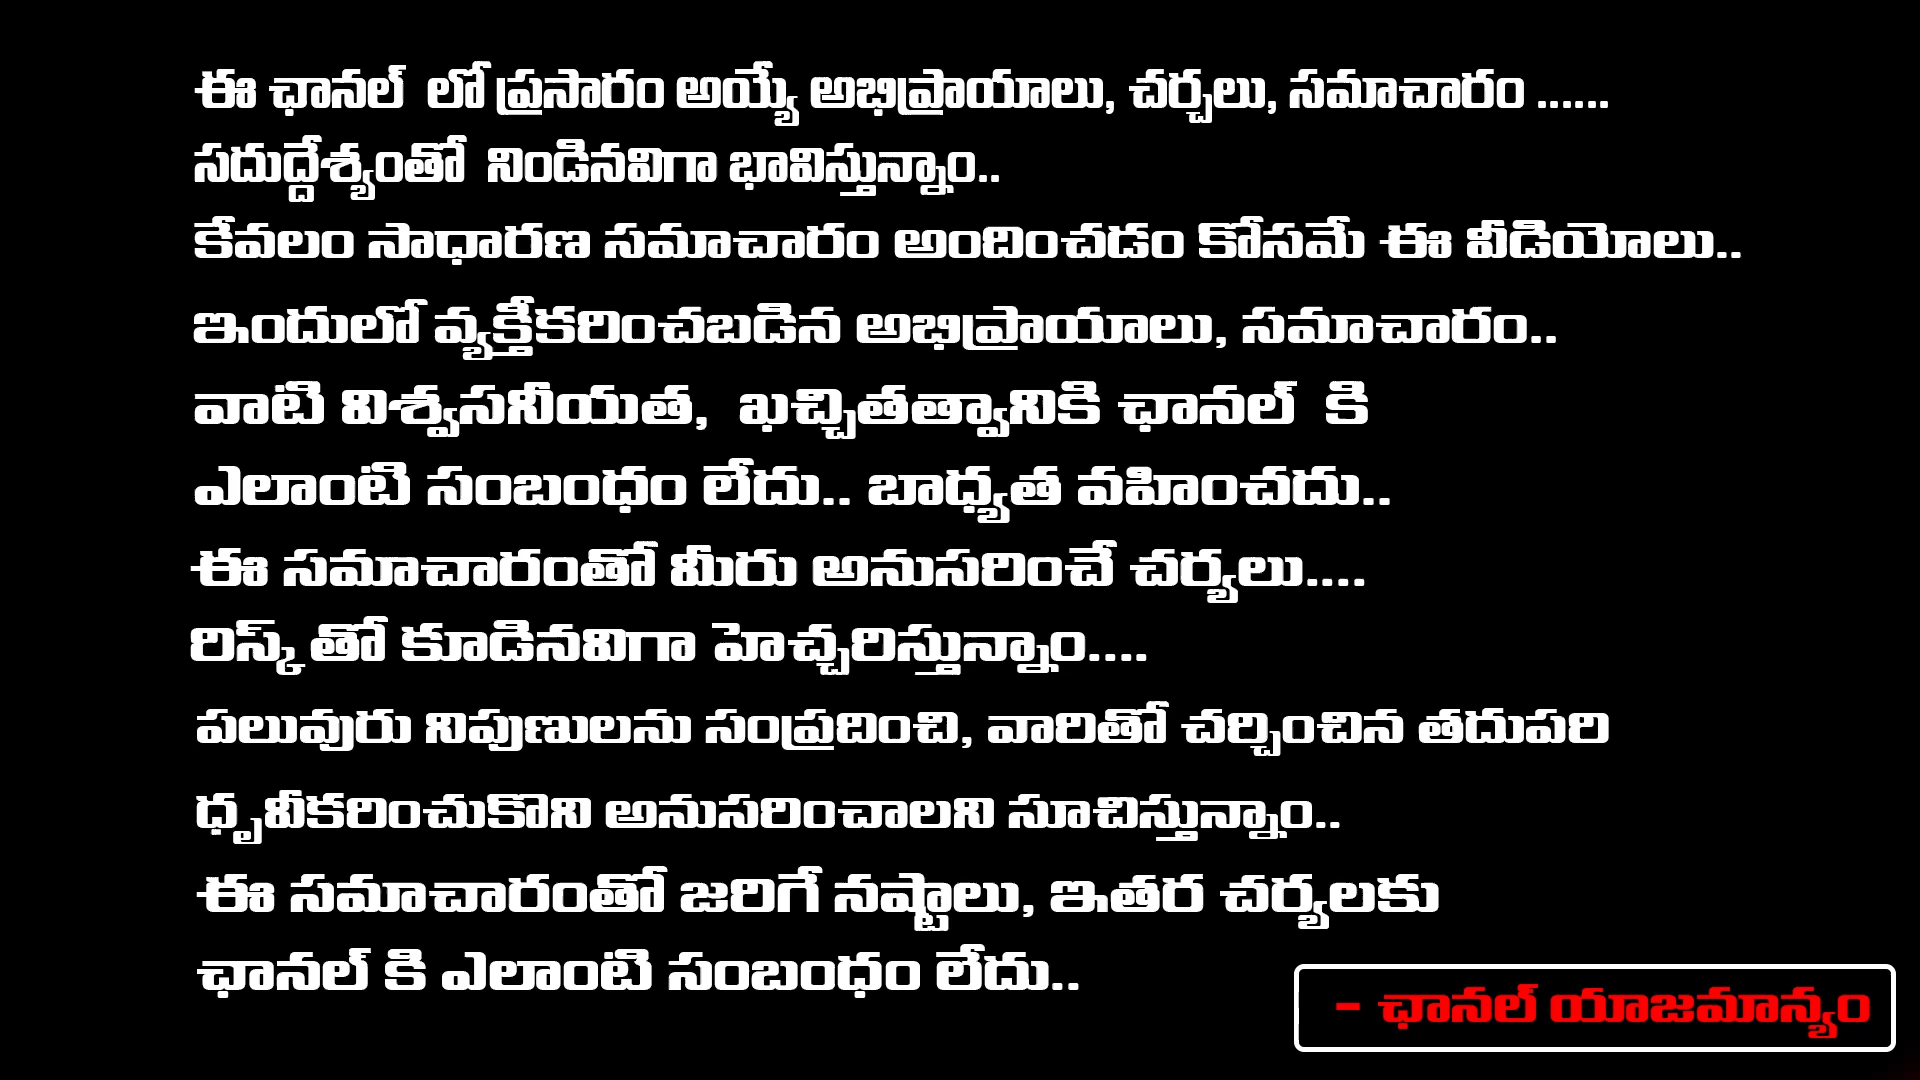 ఈ ఛానల్ లో ప్రసారం అయ్యే అభిప్రాయాలు, చర్చలు, సమాచారం ......
సదుద్దేశ్యంతో నిండినవిగా భావిస్తున్నాం..
కేవలం సాధారణ సమాచారం అందించడం కోసమే ఈ వీడియోలు..
ఇందులో వ్యక్తీకరించబడిన అభిప్రాయాలు, సమాచారం..
వాటి విశ్వసనీయత, ఖచ్చితత్వానికి ఛానల్ కి
ఎలాంటి సంబంధం లేదు.. బాధ్యత వహించదు..
ఈ సమాచారంతో మీరు అనుసరించే చర్యలు....
రిస్క్ తో కూడినవిగా హెచ్చరిస్తున్నాం....
పలువురు నిపుణులను సంప్రదించి, వారితో చర్చించిన తదుపరి
ధృవీకరించుకొని అనుసరించాలని సూచిస్తున్నాం..
ఈ సమాచారంతో జరిగే నష్టాలు, ఇతర చర్యలకు
ఛానల్ కి ఎలాంటి సంబంధం లేదు..
- ఛానల్ యాజమాన్యం